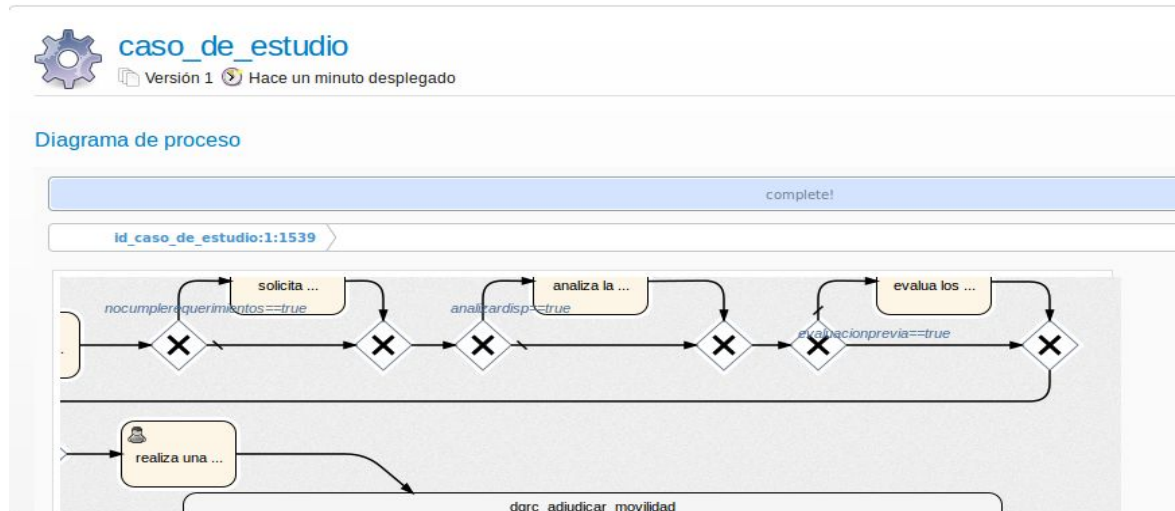 caso_de_estudio
Versión 1 Hace un minuto desplegado
Diagrama de proceso
complete!
id_caso_de_estudio:1:1539
solicita ...
analiza la ...
evalua los ...
nocumplerequerimientos==true
analizardisp==true
evaluacionprevia==true
realiza una ...
dgrc_adjudicar_movilidad